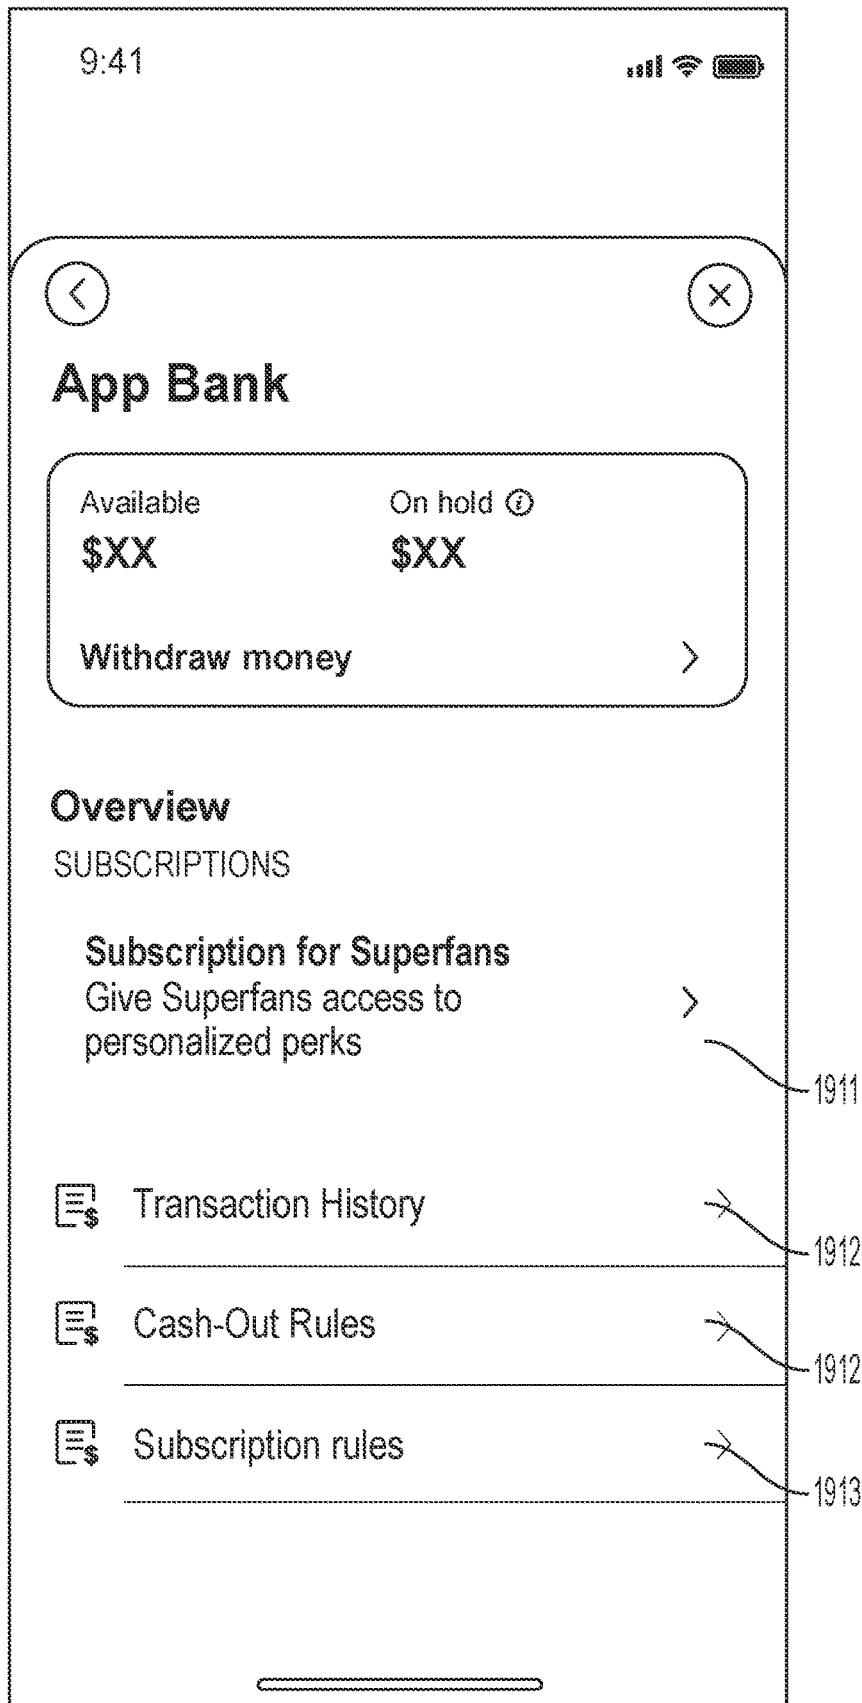 9:41
App Bank
Available On hold
$XX $XX
Withdraw money
Overview
SUBSCRIPTIONS
Subscription for Superfans
Give Superfans access to
personalized perks
1911
Transaction History
1912
Cash-Out Rules
1912
Subscription rules
1913